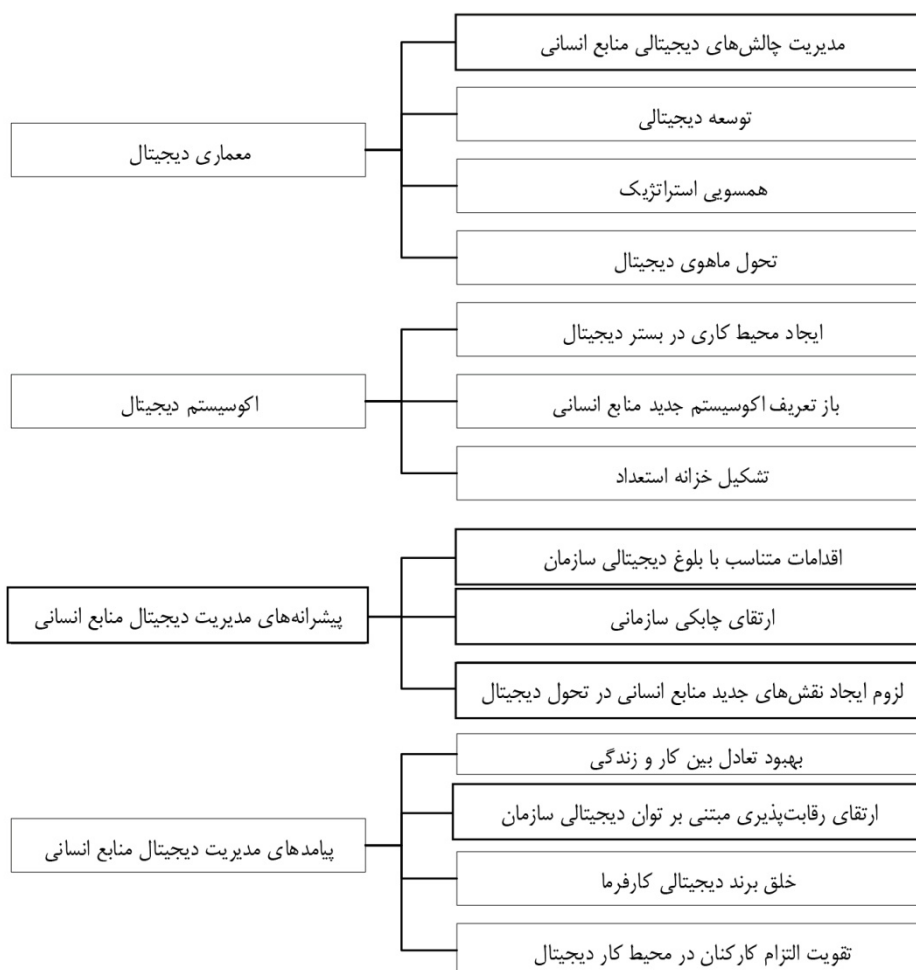 مدیریت چالش‌های دیجیتالی منابع انسانی
توسعه دیجیتالی
معماری دیجیتال
همسویی استراتژیک
تحول ماهوی دیجیتال
ایجاد محیط کاری در بستر دیجیتال
اکوسیستم دیجیتال
باز تعریف اکوسیستم جدید منابع انسانی
تشکیل خزانه استعداد
اقدامات متناسب با بلوغ دیجیتالی سازمان
پیشرانه‌های مدیریت دیجیتال منابع انسانی
ارتقای چابکی سازمانی
لزوم ایجاد نقش‌های جدید منابع انسانی در تحول دیجیتال
بهبود تعادل بین کار و زندگی
ارتقای رقابت‌پذیری مبتنی بر توان دیجیتالی سازمان
پیامدهای مدیریت دیجیتال منابع انسانی
خلق برند دیجیتالی کارفرما
تقویت التزام کارکنان در محیط کار دیجیتال